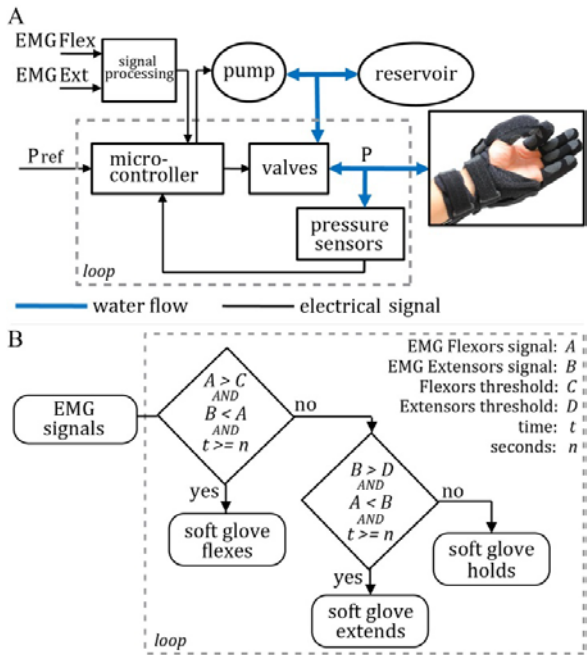 A
EMG Flex
EMG Ext
signal
processing
pump
reservoir
P ref
micro-
controller
valves
P
pressure
sensors
loop
water flow
electrical signal
B
EMG Flexors signal: A
EMG Extensors signal: B
Flexors threshold: C
Extensors threshold: D
time: t
seconds: n
EMG
signals
A > C
AND
B < A
AND
t >= n
no
yes
soft glove
flexes
B > D
AND
A < B
AND
t >= n
no
yes
soft glove
holds
soft glove
extends
loop